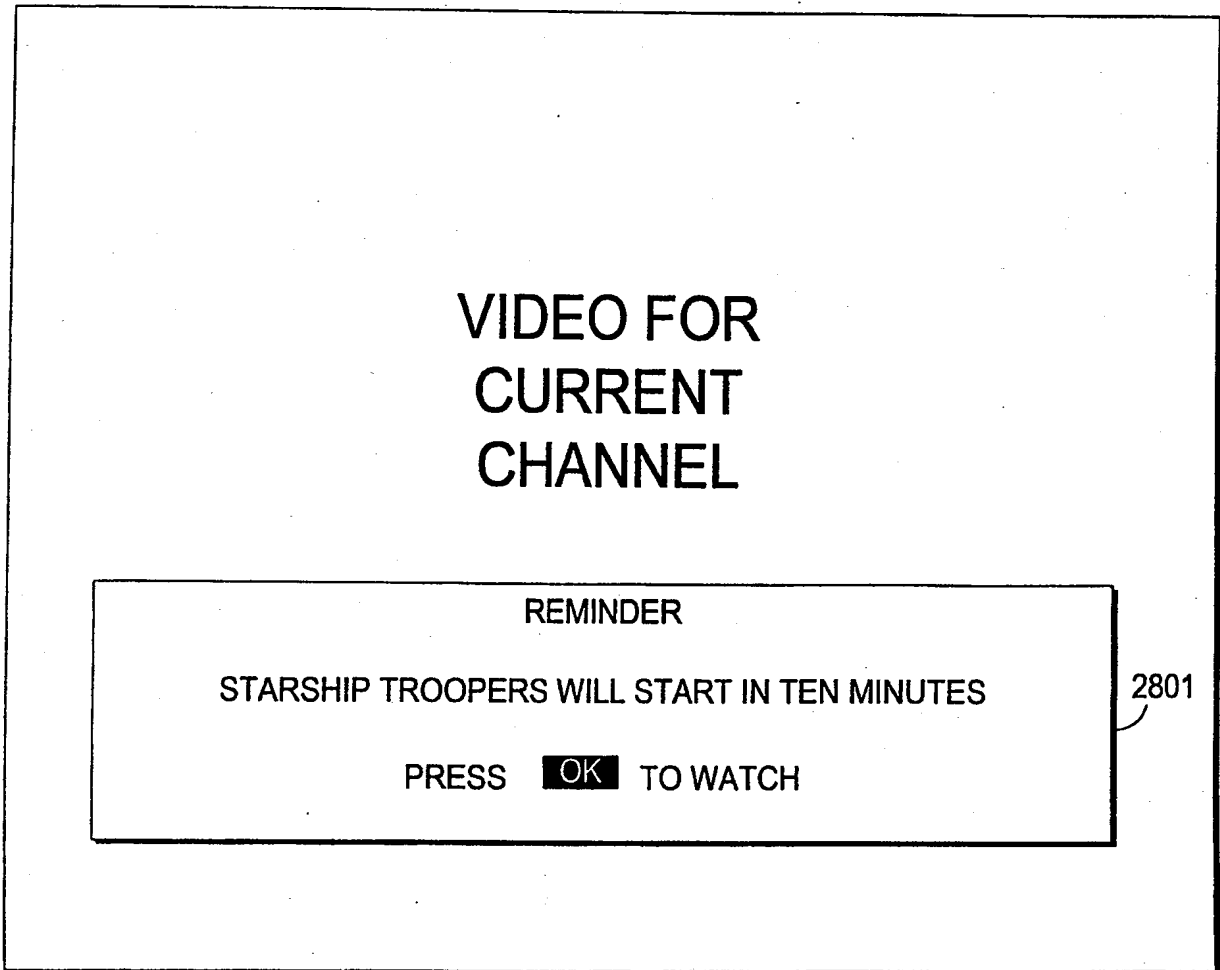 VIDEO FOR
CURRENT
CHANNEL
REMINDER
STARSHIP TROOPERS WILL START IN TEN MINUTES
2801
PRESS OK TO WATCH